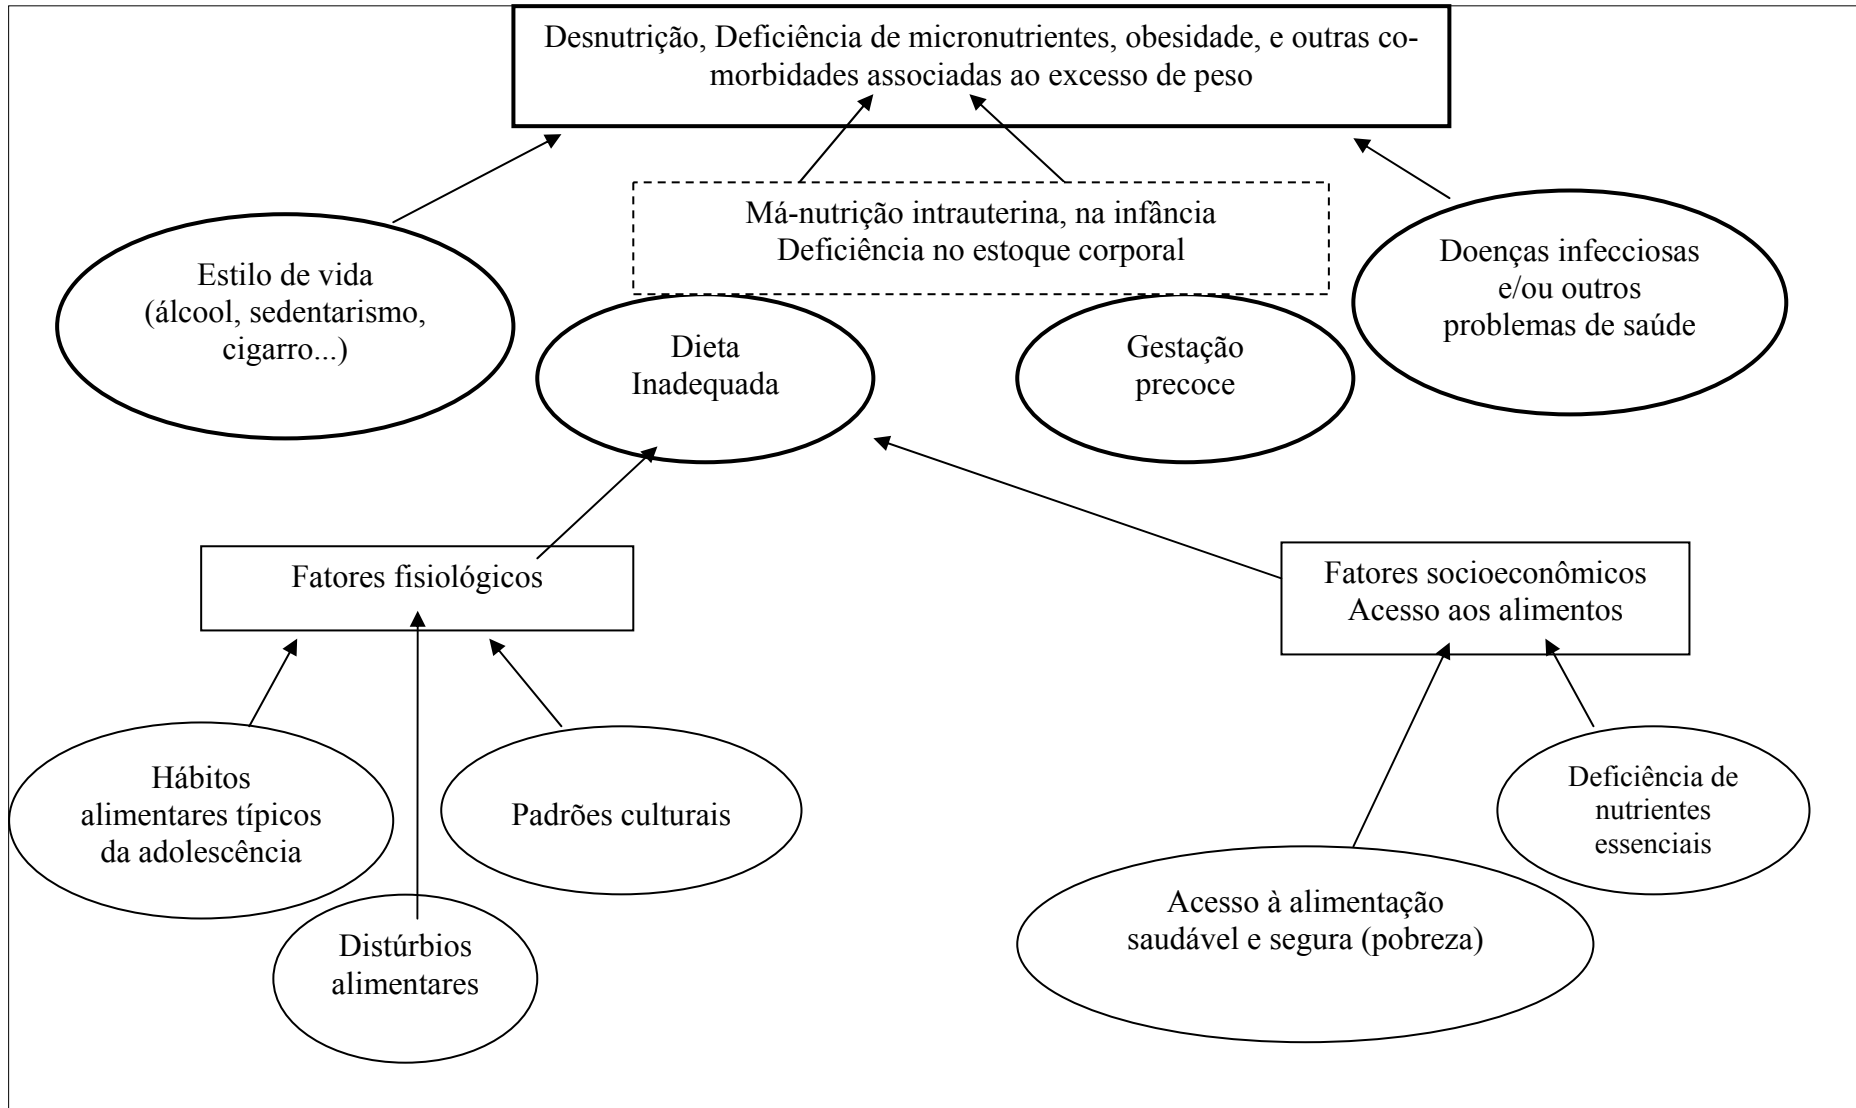 Desnutrição, Deficiência de micronutrientes, obesidade, e outras co-
morbidades associadas ao excesso de peso
Má-nutrição intrauterina, na infância
Deficiência no estoque corporal
Estilo de vida
(álcool, sedentarismo,
cigarro...)
Dieta
Inadequada
Gestação
precoce
Doenças infecciosas
e/ou outros
problemas de saúde
Fatores fisiológicos
Fatores socioeconômicos
Acesso aos alimentos
Hábitos
alimentares típicos
da adolescência
Padrões culturais
Distúrbios
alimentares
Acesso à alimentação
saudável e segura (pobreza)
Deficiência de
nutrientes
essenciais